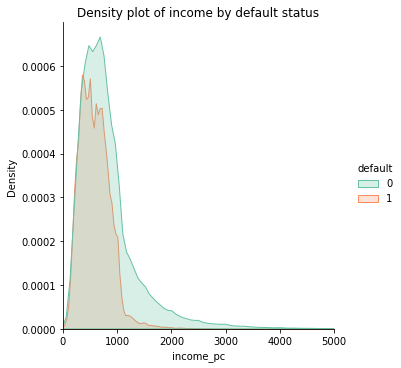 Density plot of income by default status
0.0006
0.0005
0.0004
0.0003
0.0002
0.0001
0.0000
Density
0 1000 2000 3000 4000 5000
income_pc
default
0
1